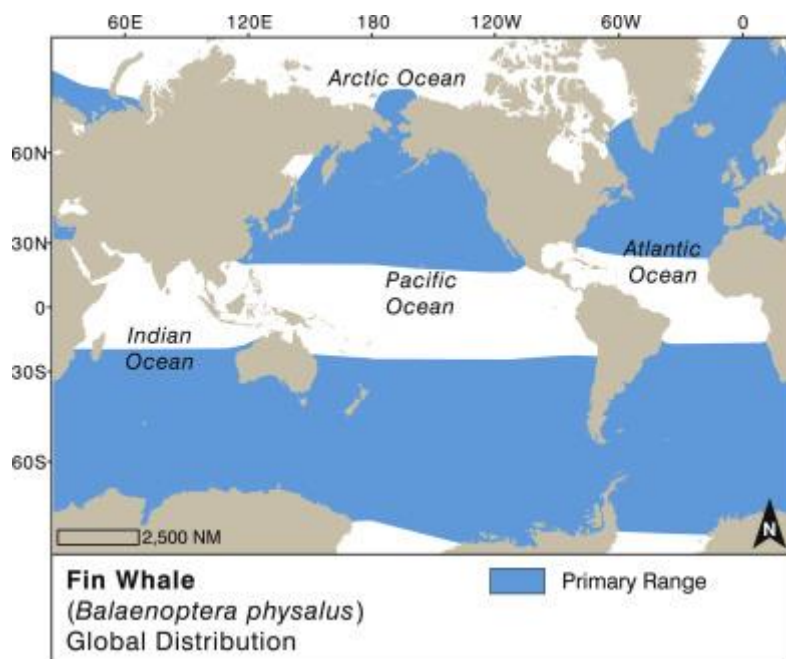 60E 120E 180 120W 60W 0
Arctic Ocean
60N
30N
Atlantic
Ocean
Pacific
Ocean
0
Indian
Ocean
30S
60S
2,500 NM
N
Fin Whale
(Balaenoptera physalus)
Global Distribution
Primary Range